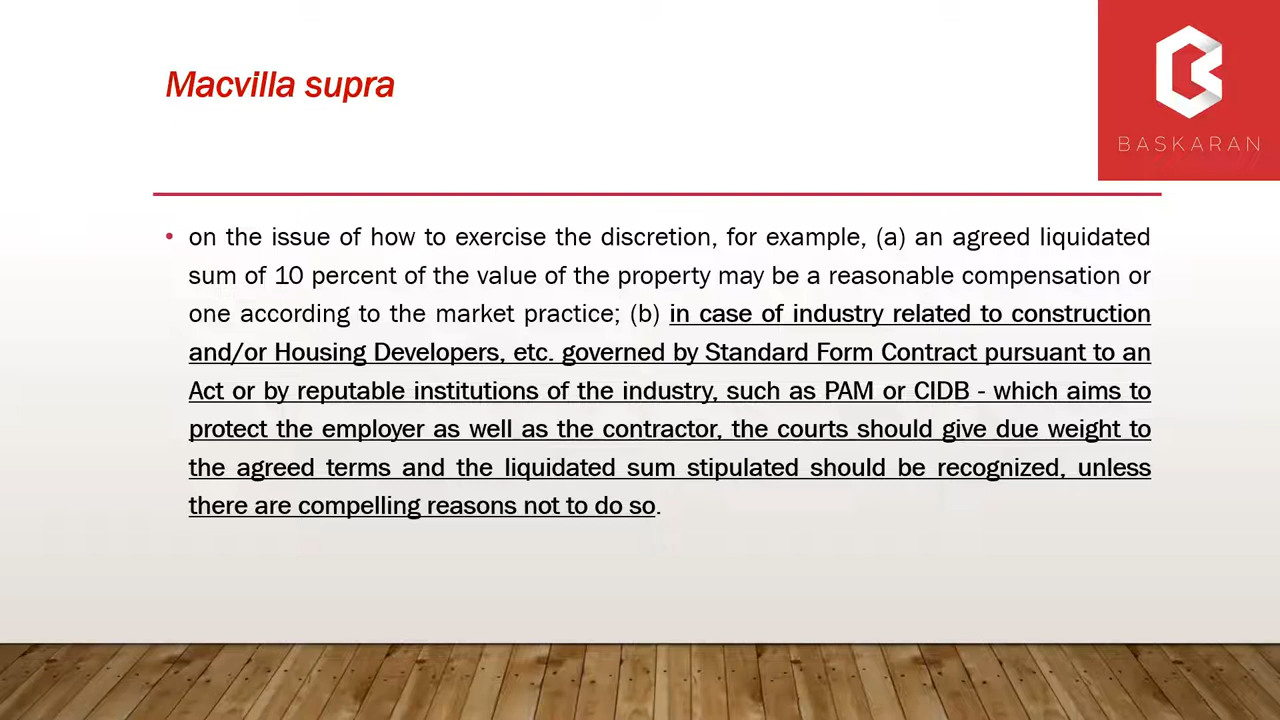 Macvilla supra
BASKARAN
• on the issue of how to exercise the discretion, for example, (a) an agreed liquidated
sum of 10 percent of the value of the property may be a reasonable compensation or
one according to the market practice; (b) in case of industry related to construction
and/or Housing Developers, etc. governed by Standard Form Contract pursuant to an
Act or by reputable institutions of the industry, such as PAM or CIDB - which aims to
protect the employer as well as the contractor, the courts should give due weight to
the agreed terms and the liquidated sum stipulated should be recognized, unless
there are compelling reasons not to do so.